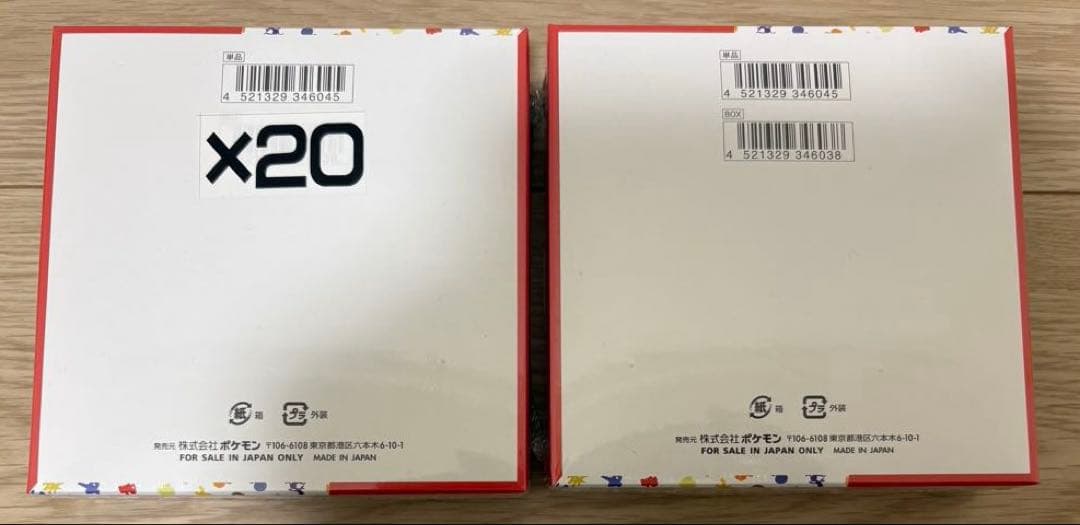 単品
4 521329 346045
×20
紙 箱 プラ 外装
発売元 株式会社ポケモン 〒106-6108 東京都港区六本木6-10-1
FOR SALE IN JAPAN ONLY MADE IN JAPAN
単品
4 521329 346045
BOX
4 521329 346038
紙 箱 プラ 外装
発売元 株式会社ポケモン 〒106-6108 東京都港区六本木6-10-1
FOR SALE IN JAPAN ONLY MADE IN JAPAN